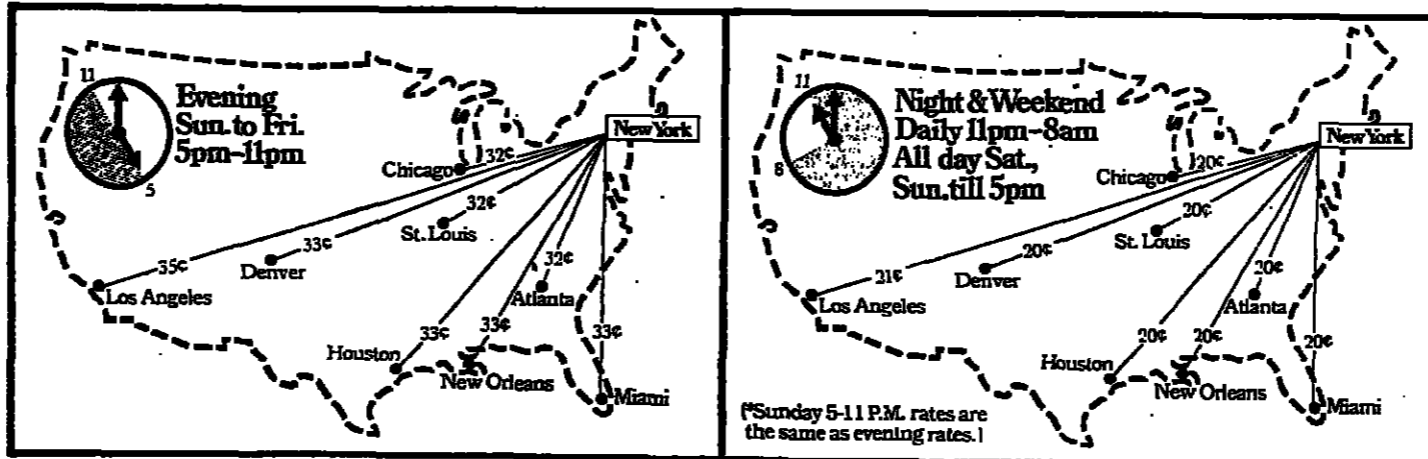 11
Evening
Sun. to Fri.
5pm-11pm
5
New York
Chicago
32¢
St. Louis
32¢
Denver
33¢
35¢
Los Angeles
32¢
Atlanta
33¢
33¢
33¢
Houston
New Orleans
Miami
11
Night & Weekend
Daily 11pm-8am
All day Sat.,
Sun. till 5pm
8
New York
Chicago
20¢
St. Louis
20¢
Denver
20¢
21¢
Los Angeles
20¢
Atlanta
20¢
20¢
20¢
Houston
New Orleans
Miami
(*Sunday 5-11 P.M. rates are
the same as evening rates.)